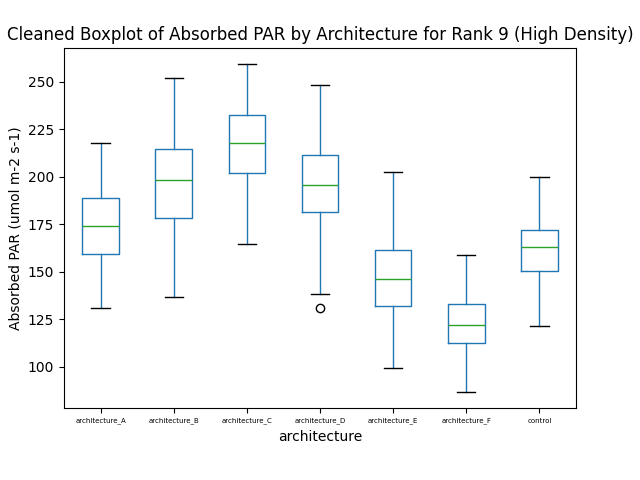 Cleaned Boxplot of Absorbed PAR by Architecture for Rank 9 (High Density)
250
225
200
175
150
125
100
Absorbed PAR (umol m-2 s-1)
architecture_A architecture_B architecture_C architecture_D architecture_E architecture_F control
architecture